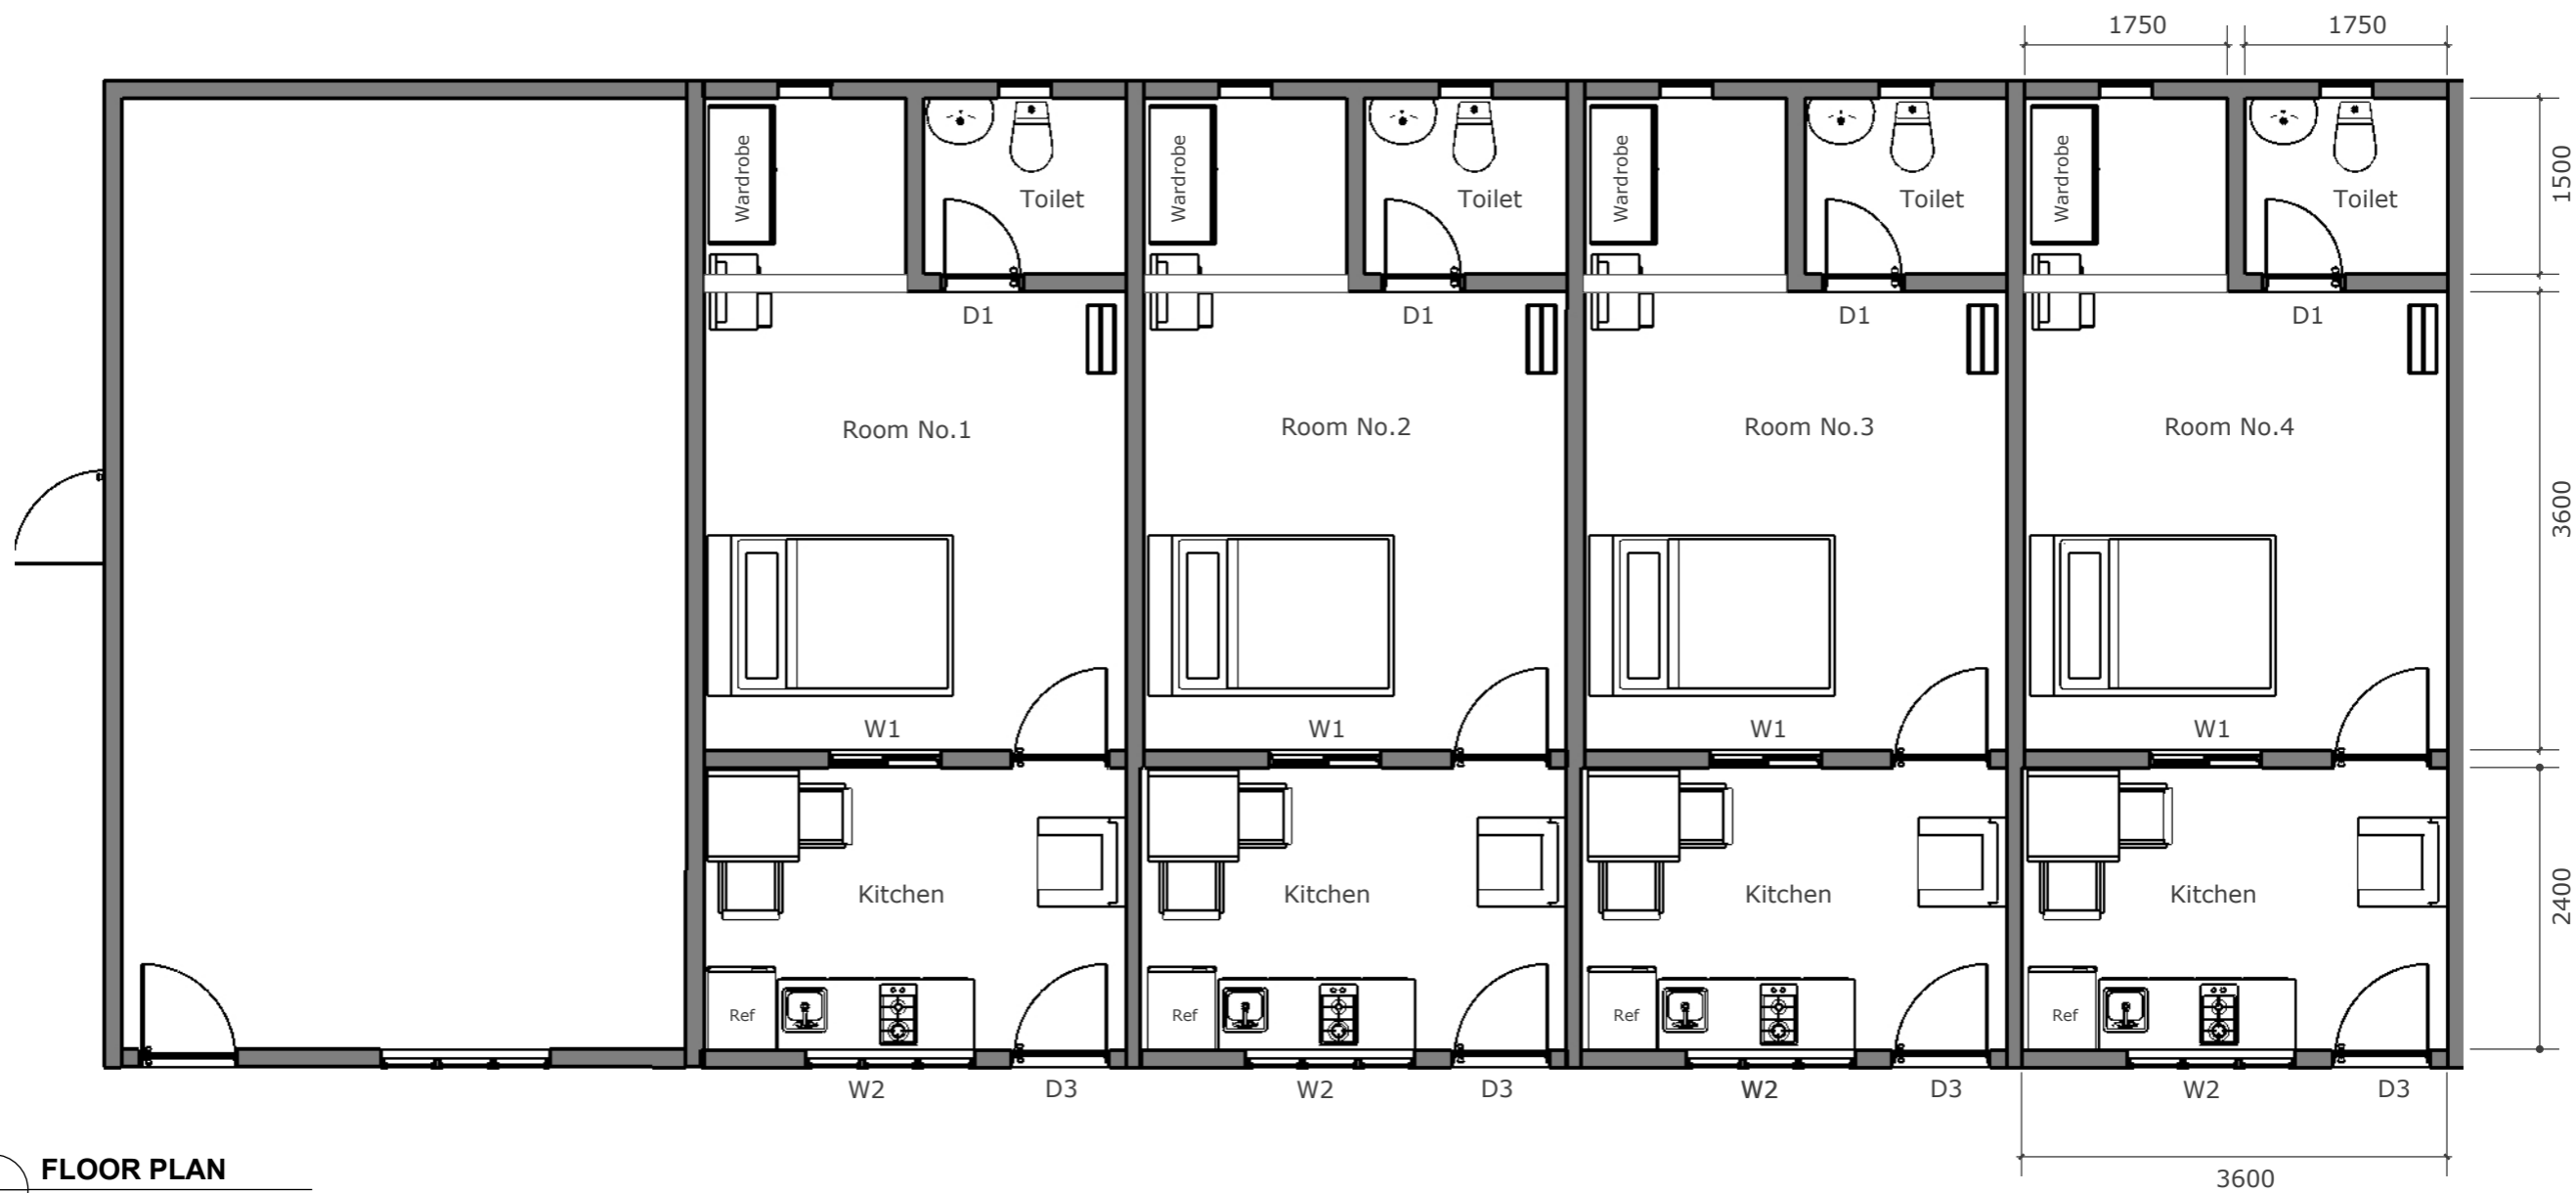 1750
1750
Wardrobe
Toilet
Wardrobe
Toilet
Wardrobe
Toilet
Wardrobe
Toilet
1500
D1
D1
D1
D1
Room No.1
Room No.2
Room No.3
Room No.4
3600
W1
W1
W1
W1
Kitchen
Kitchen
Kitchen
Kitchen
2400
Ref
Ref
Ref
Ref
W2
D3
W2
D3
W2
D3
W2
D3
FLOOR PLAN
3600